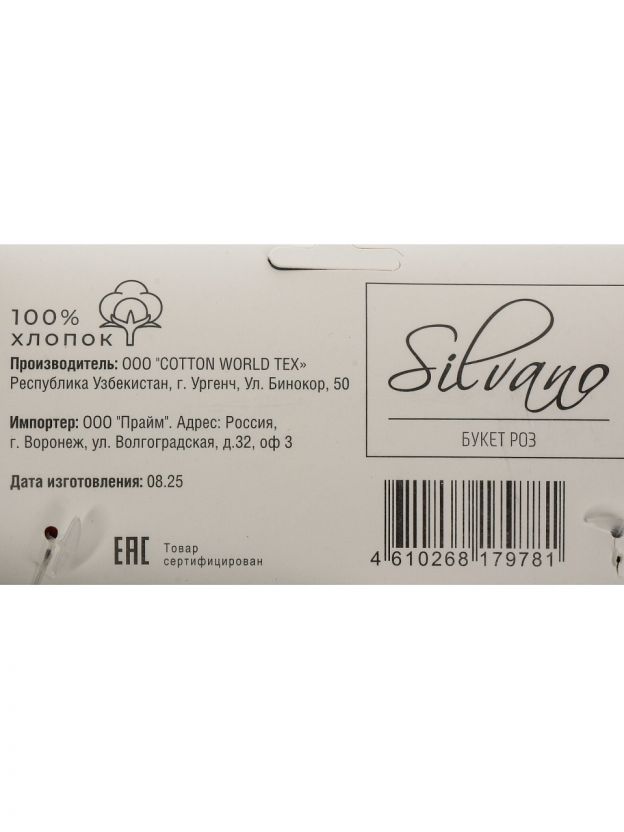 100%
ХЛОПОК
Производитель: ООО "COTTON WORLD TEX»
Республика Узбекистан, г. Ургенч, Ул. Бинокор, 50
Импортер: ООО "Прайм". Адрес: Россия,
г. Воронеж, ул. Волгоградская, д.32, оф 3
Дата изготовления: 08.25
ЕАС
Товар
сертифицирован
Silvano
БУКЕТ РОЗ
4 610268 179781